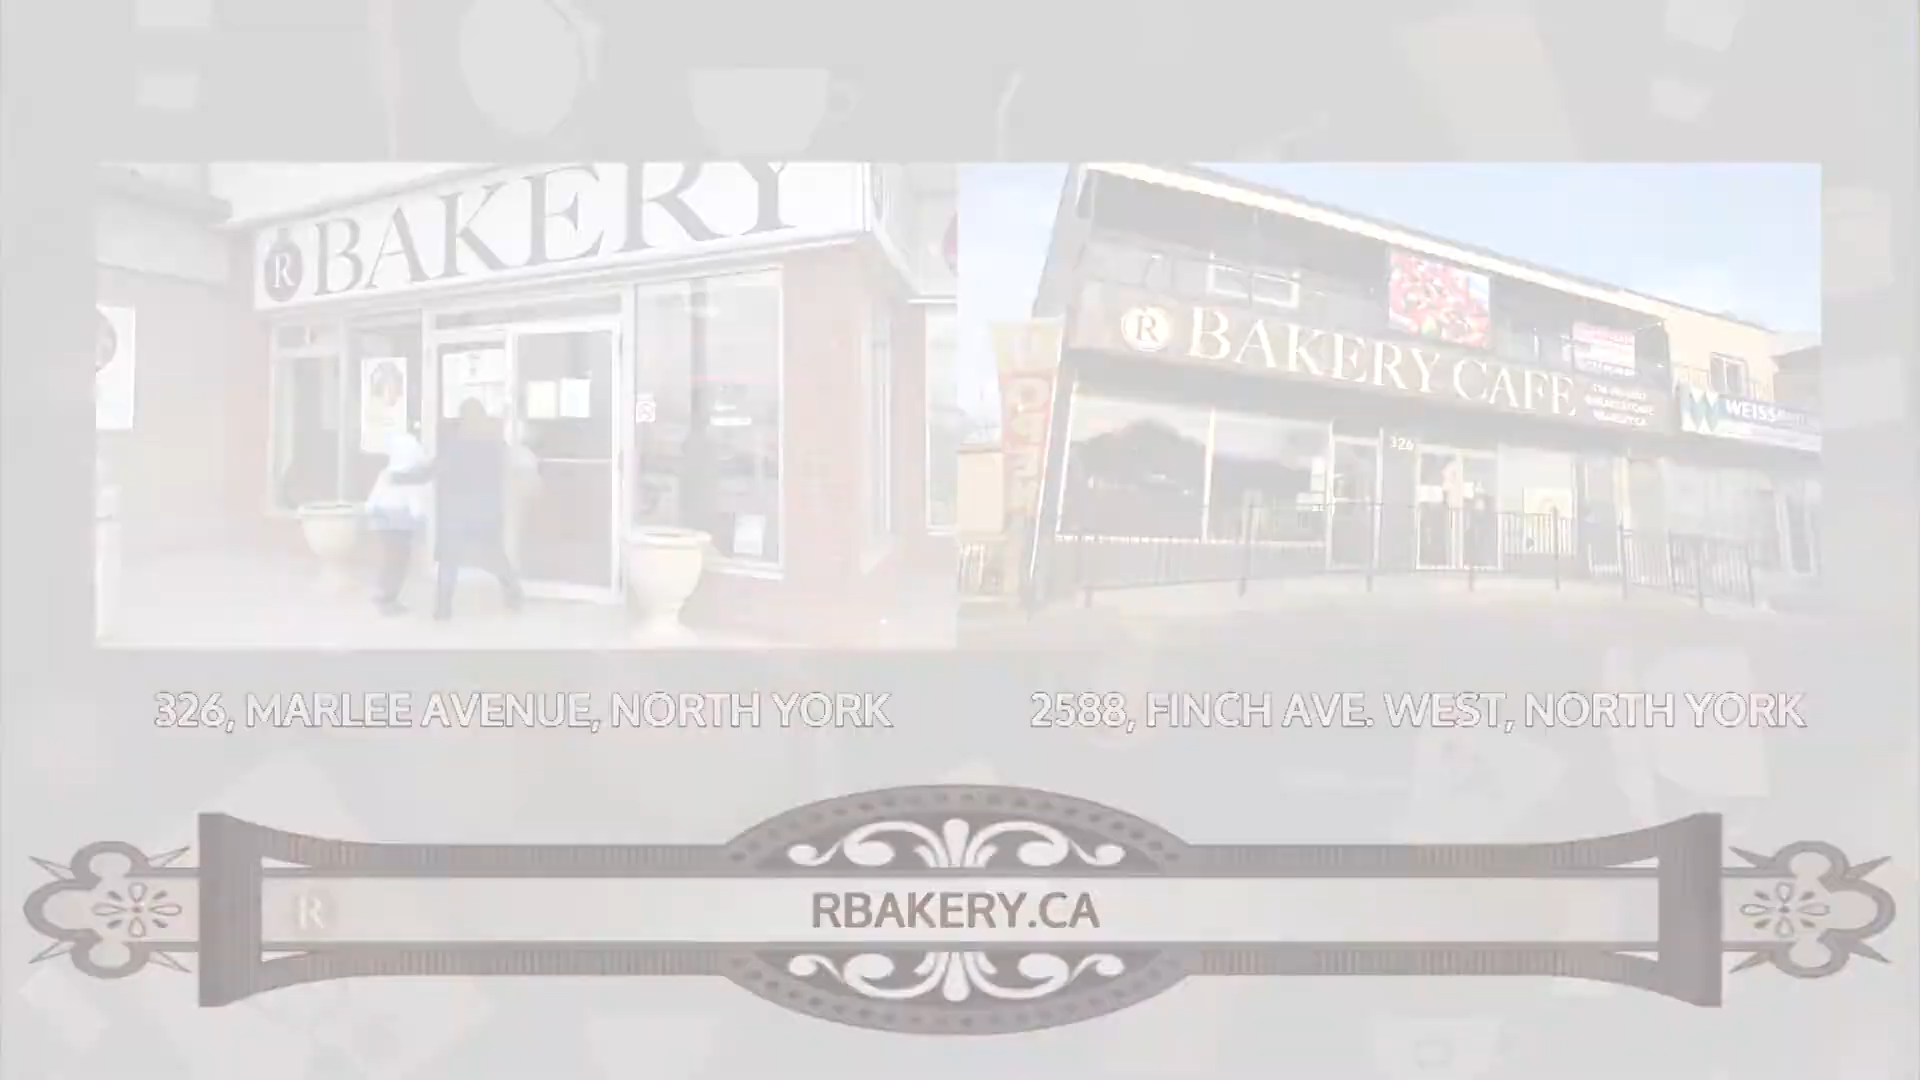 R BAKERY
R BAKERY CAFE
326
WEISS
326, MARLEE AVENUE, NORTH YORK
2588, FINCH AVE. WEST, NORTH YORK
R
RBAKERY.CA